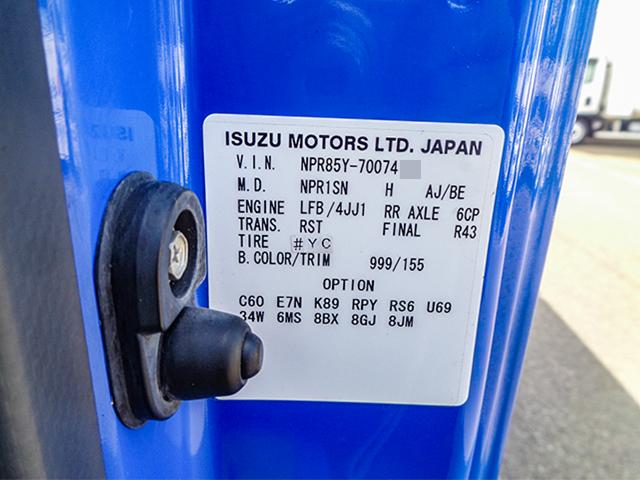 ISUZU MOTORS LTD. JAPAN
V.I.N. NPR85Y-70074
M.D. NPR1SN H AJ/BE
ENGINE LFB/4JJ1 RR AXLE 6CP
TRANS. RST FINAL R43
TIRE #YC
B.COLOR/TRIM 999/155
OPTION
C60 E7N K89 RPY RS6 U69
34W 6MS 8BX 8GJ 8JM